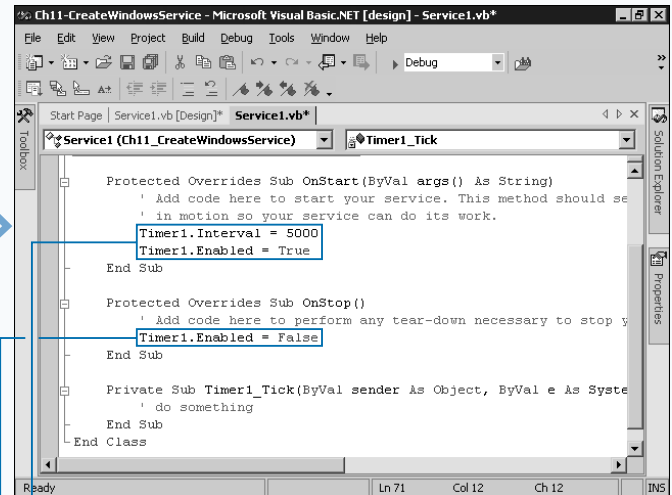 Ch11-CreateWindowsService - Microsoft Visual Basic.NET [design] - Service1.vb*
File Edit View Project Build Debug Tools Window Help
Debug
Start Page Service1.vb [Design]* Service1.vb*
Toolbox
Service1 (Ch11_CreateWindowsService) Timer1_Tick
Solution Explorer
Properties
Protected Overrides Sub OnStart(ByVal args() As String)
' Add code here to start your service. This method should se
' in motion so your service can do its work.
Timer1.Interval = 5000
Timer1.Enabled = True
End Sub
Protected Overrides Sub OnStop()
' Add code here to perform any tear-down necessary to stop y
Timer1.Enabled = False
End Sub
Private Sub Timer1_Tick(ByVal sender As Object, ByVal e As Syste
' do something
End Sub
End Class
Ready Ln 71 Col 12 Ch 12 INS